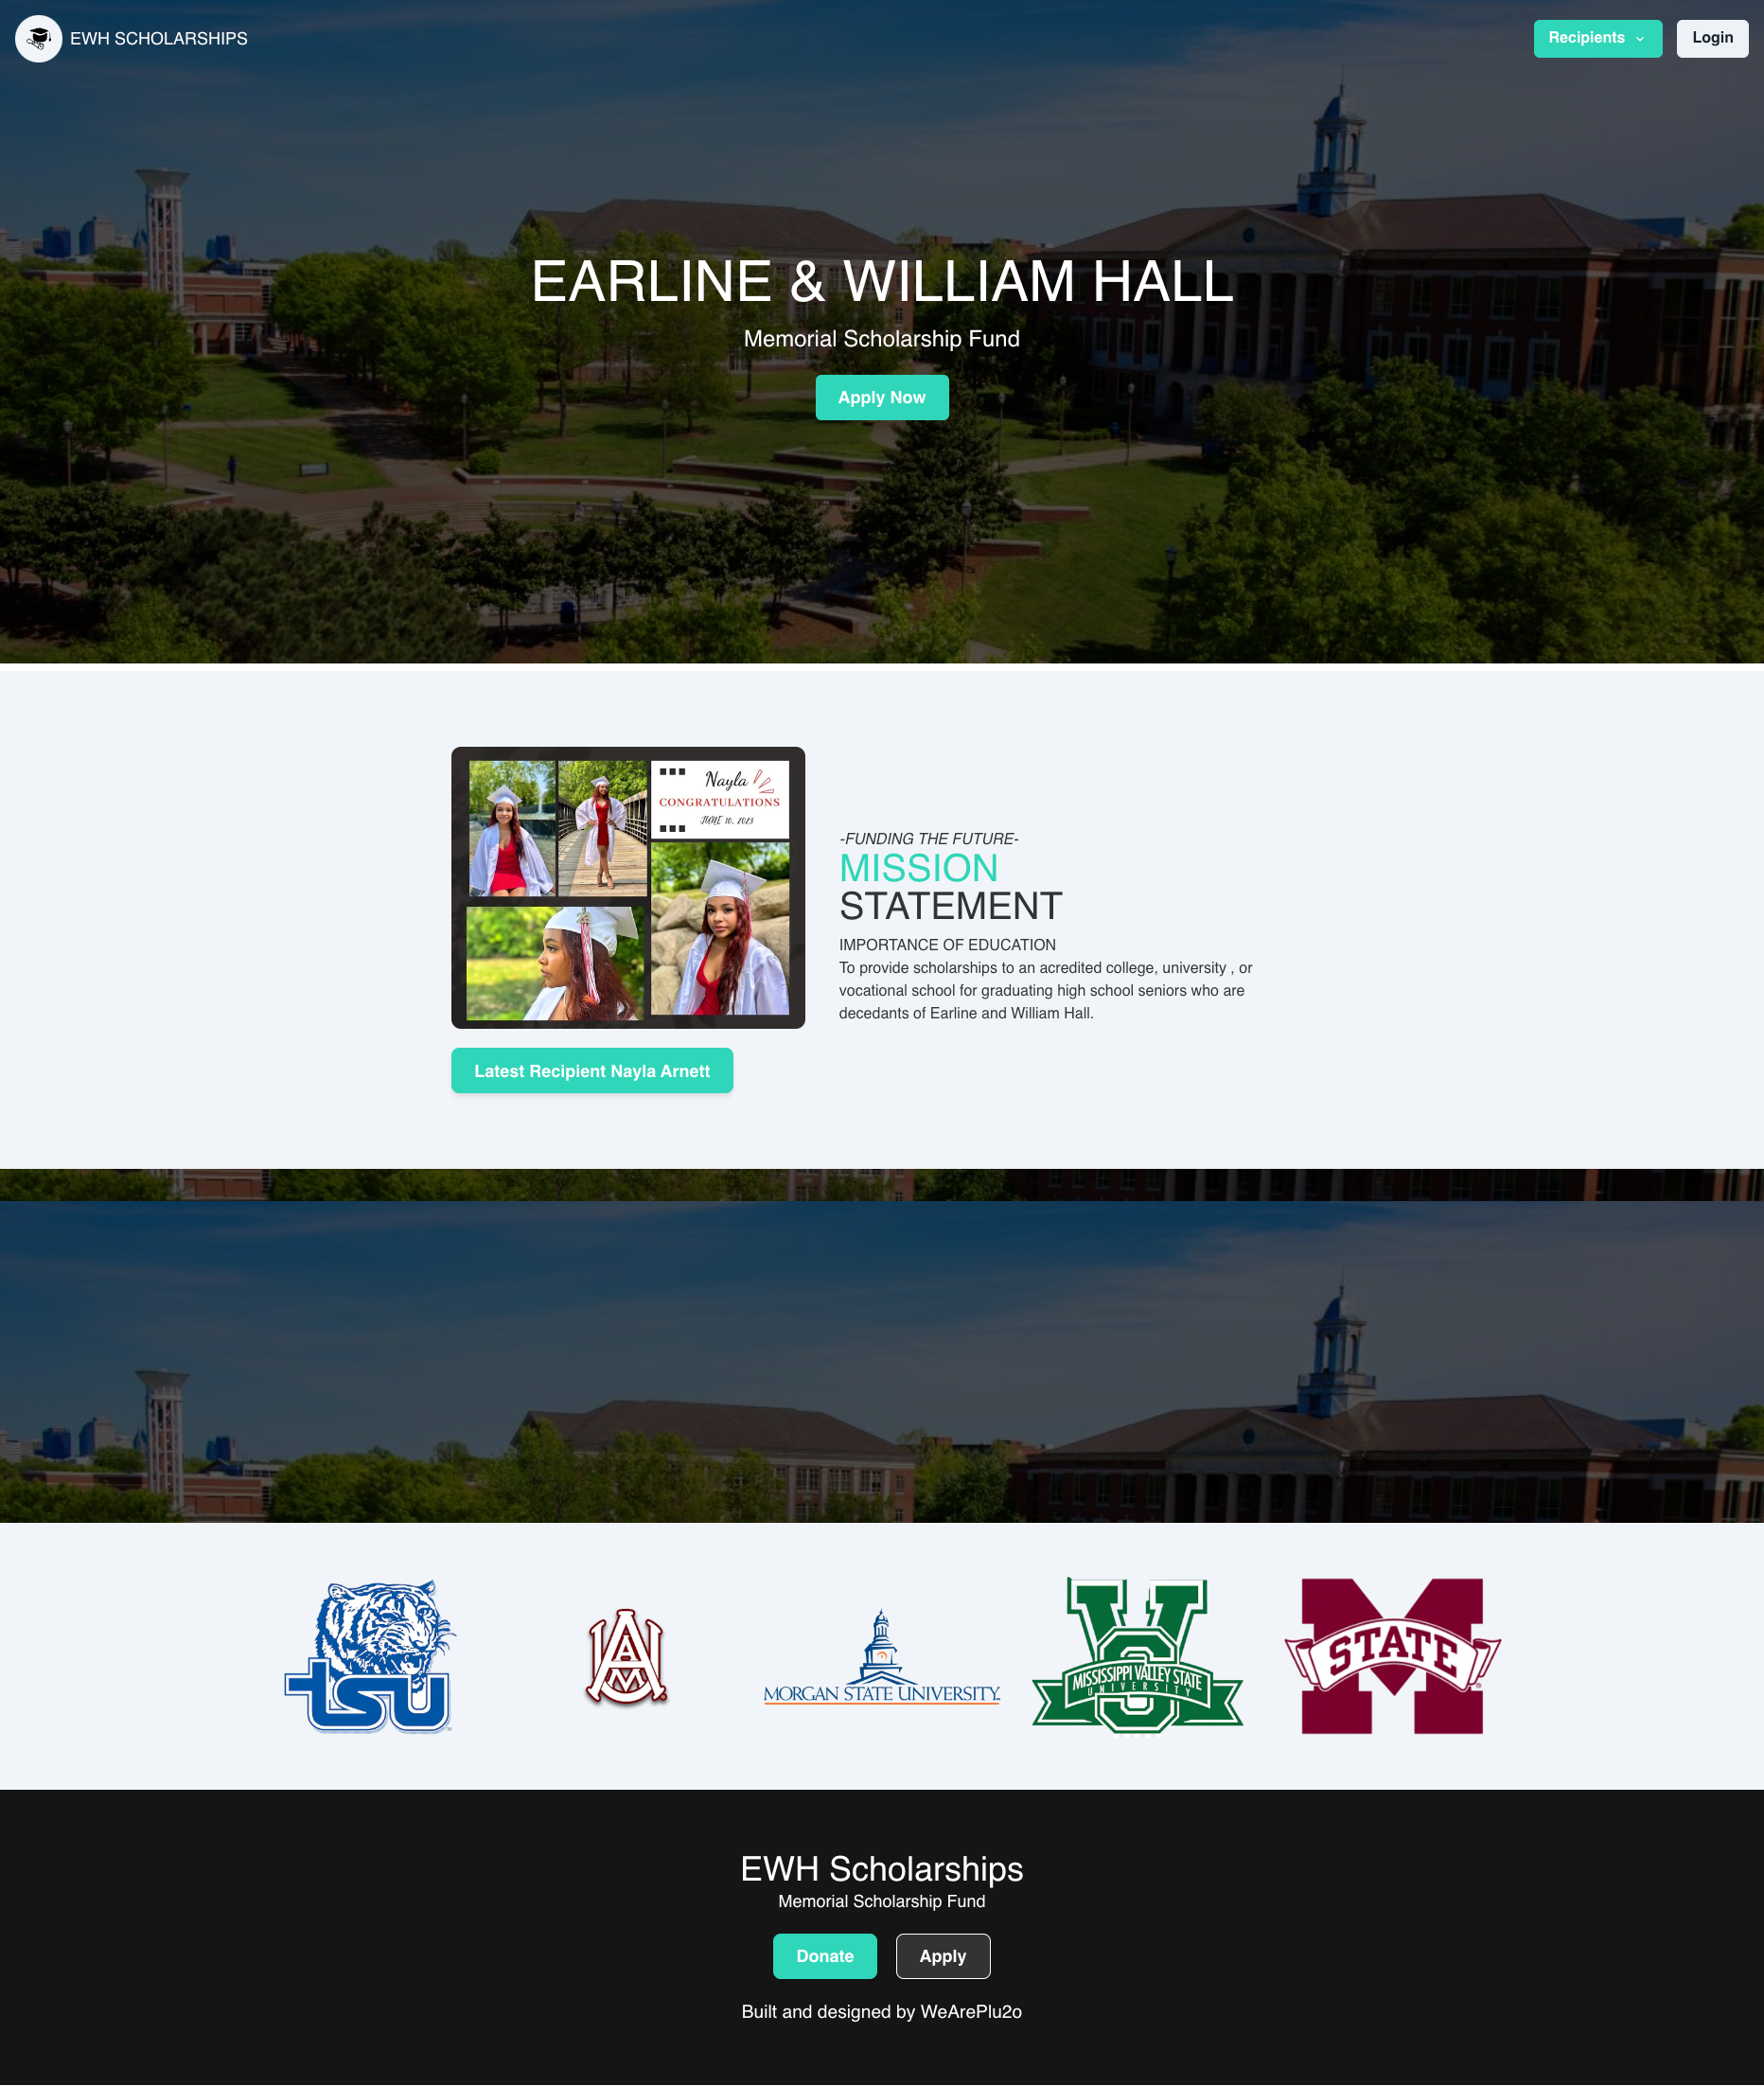 EWH SCHOLARSHIPS
Recipients
Login
EARLINE & WILLIAM HALL
Memorial Scholarship Fund
Apply Now
Nayla
CONGRATULATIONS
JUNE 10, 2023
-FUNDING THE FUTURE-
MISSION
STATEMENT
IMPORTANCE OF EDUCATION
To provide scholarships to an acredited college, university , or
vocational school for graduating high school seniors who are
decedants of Earline and William Hall.
Latest Recipient Nayla Arnett
tsu
AM
MORGAN STATE UNIVERSITY
V
S
MISSISSIPPI VALLEY STATE
UNIVERSITY
M
STATE
EWH Scholarships
Memorial Scholarship Fund
Donate
Apply
Built and designed by WeArePlu2o